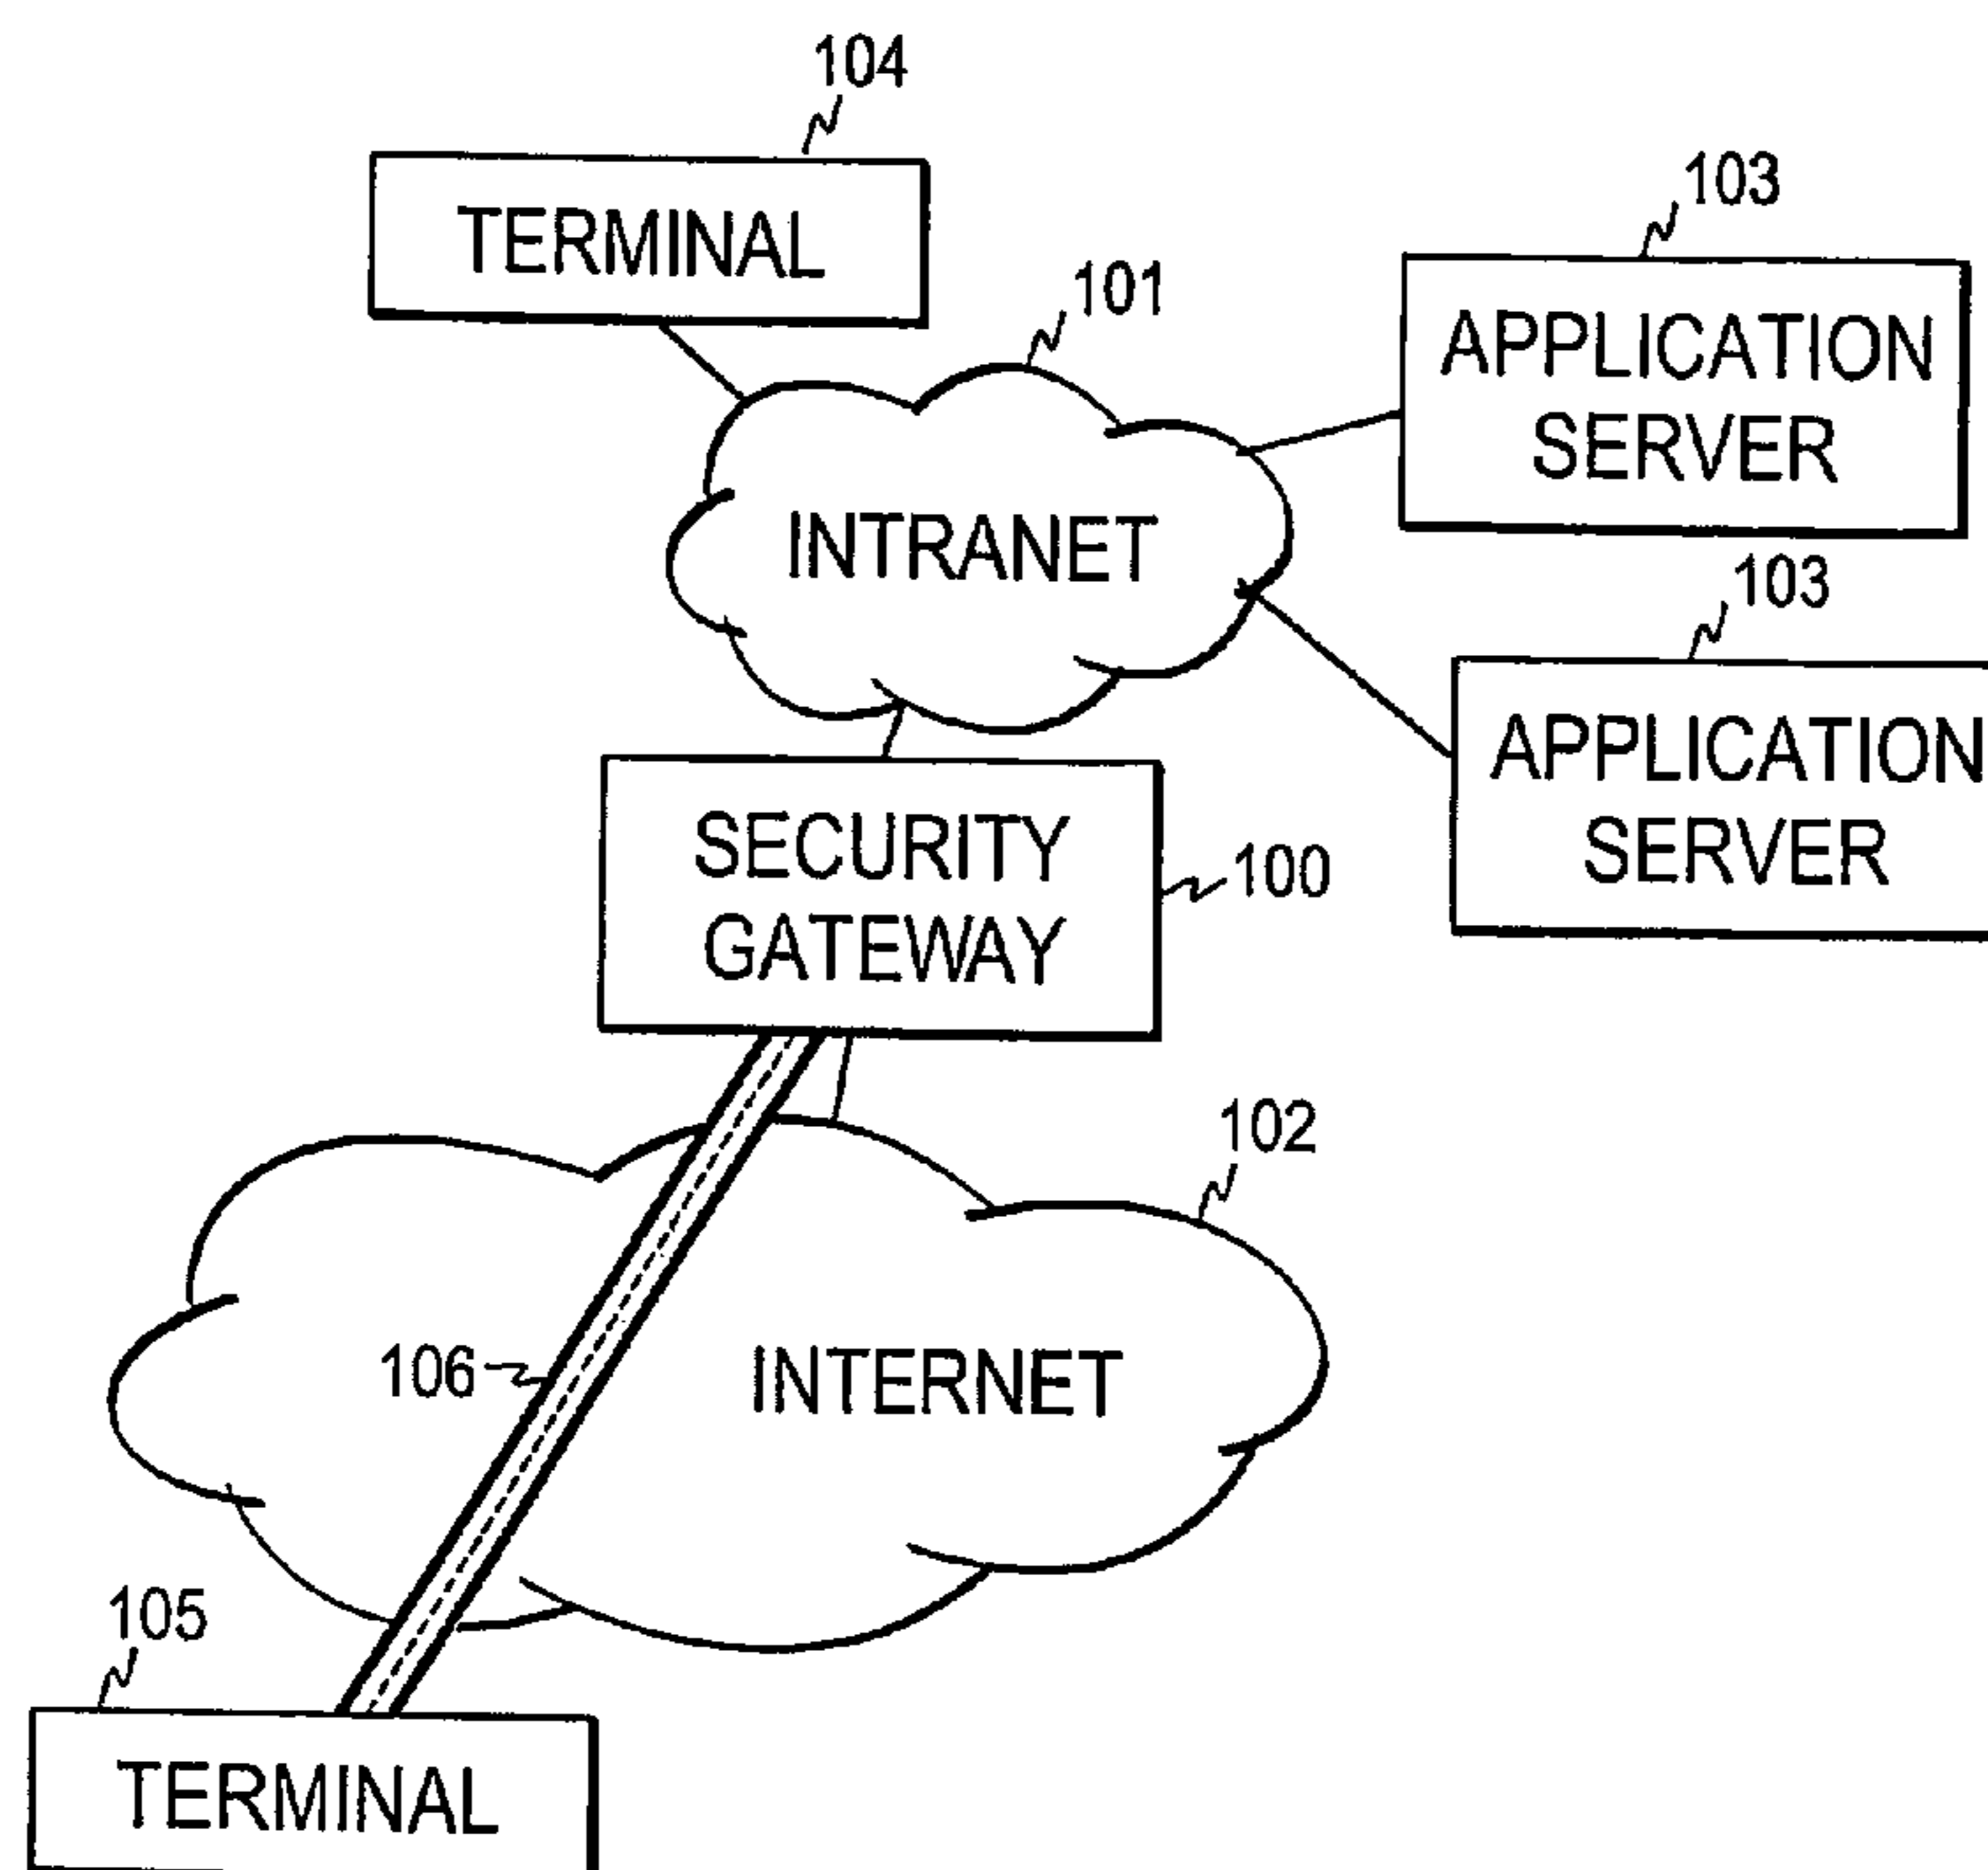 104
TERMINAL
103
101
APPLICATION
SERVER
INTRANET
103
APPLICATION
SERVER
SECURITY
GATEWAY
100
102
106
INTERNET
105
TERMINAL